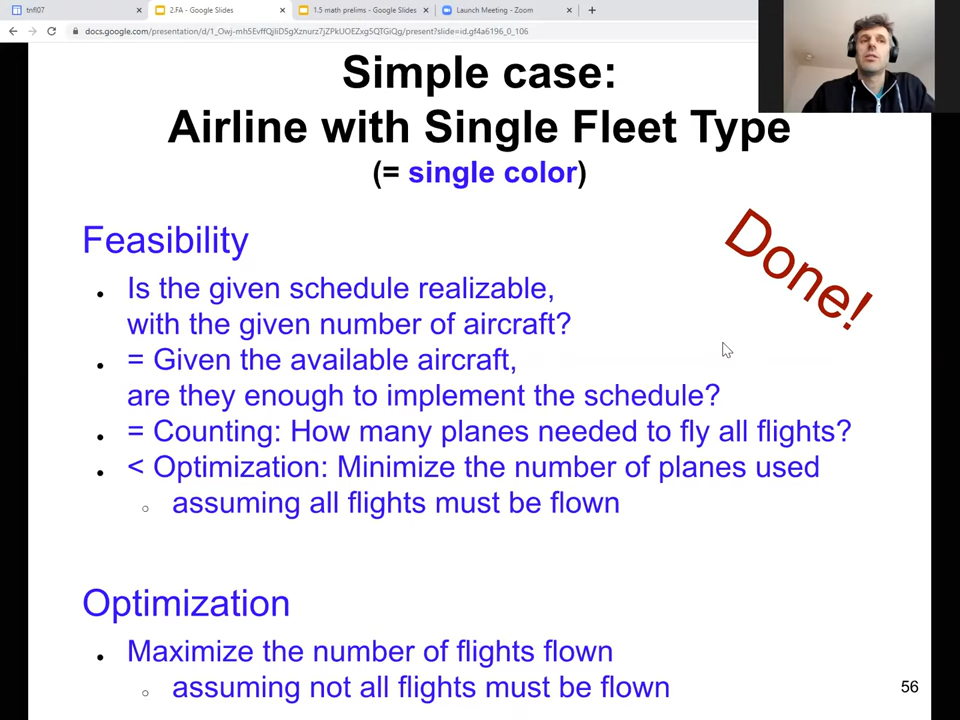 tnfl07
2.FA - Google Slides
1.5 math prelims - Google Slides
Launch Meeting - Zoom
docs.google.com/presentation/d/1_Owj-mh5EvffQjIiD5gXznurz7jZPkUOEZxg5QTGiQg/present?slide=id.gf4a6196_0_106
Simple case:
Airline with Single Fleet Type
(= single color)
Done!
Feasibility
• Is the given schedule realizable,
with the given number of aircraft?
• = Given the available aircraft,
are they enough to implement the schedule?
• = Counting: How many planes needed to fly all flights?
• < Optimization: Minimize the number of planes used
○ assuming all flights must be flown
Optimization
• Maximize the number of flights flown
○ assuming not all flights must be flown
56